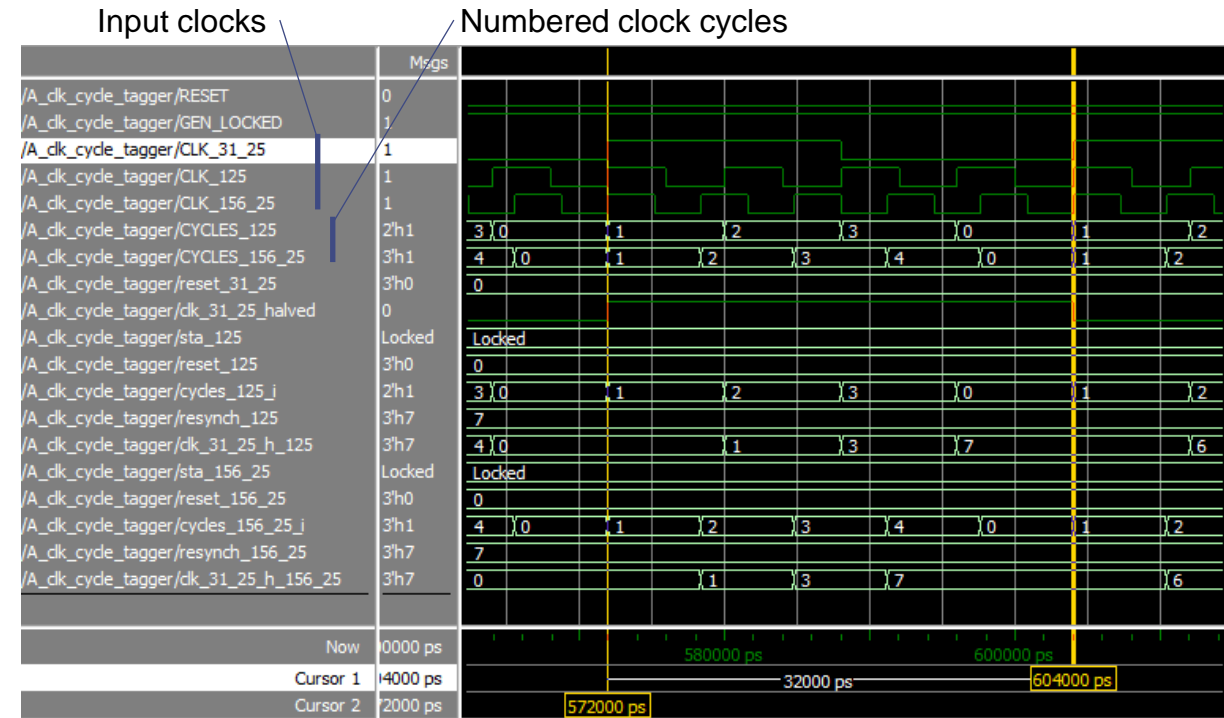 Input clocks Numbered clock cycles
Msgs
/A_clk_cycle_tagger/RESET 0
/A_clk_cycle_tagger/GEN_LOCKED 1
/A_clk_cycle_tagger/CLK_31_25 1
/A_clk_cycle_tagger/CLK_125 1
/A_clk_cycle_tagger/CLK_156_25 1
/A_clk_cycle_tagger/CYCLES_125 2'h1 3 0 1 2 3 0 1 2
/A_clk_cycle_tagger/CYCLES_156_25 3'h1 4 0 1 2 3 4 0 1 2
/A_clk_cycle_tagger/reset_31_25 3'h0 0
/A_clk_cycle_tagger/clk_31_25_halved 0
/A_clk_cycle_tagger/sta_125 Locked Locked
/A_clk_cycle_tagger/reset_125 3'h0 0
/A_clk_cycle_tagger/cycles_125_i 2'h1 3 0 1 2 3 0 1 2
/A_clk_cycle_tagger/resynch_125 3'h7 7
/A_clk_cycle_tagger/clk_31_25_h_125 3'h7 4 0 1 3 7 6
/A_clk_cycle_tagger/sta_156_25 Locked Locked
/A_clk_cycle_tagger/reset_156_25 3'h0 0
/A_clk_cycle_tagger/cycles_156_25_i 3'h1 4 0 1 2 3 4 0 1 2
/A_clk_cycle_tagger/resynch_156_25 3'h7 7
/A_clk_cycle_tagger/clk_31_25_h_156_25 3'h7 0 1 3 7 6
Now 0000 ps 580000 ps 600000 ps
Cursor 1 4000 ps 32000 ps 604000 ps
Cursor 2 2000 ps 572000 ps